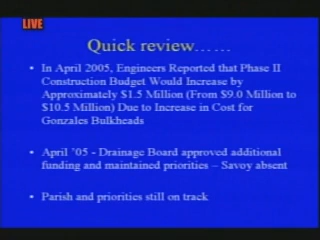 LIVE
Quick review……
• In April 2005, Engineers Reported that Phase II
Construction Budget Would Increase by
Approximately $1.5 Million (From $9.0 Million to
$10.5 Million) Due to Increase in Cost for
Gonzales Bulkheads
• April '05 - Drainage Board approved additional
funding and maintained priorities – Savoy absent
• Parish and priorities still on track